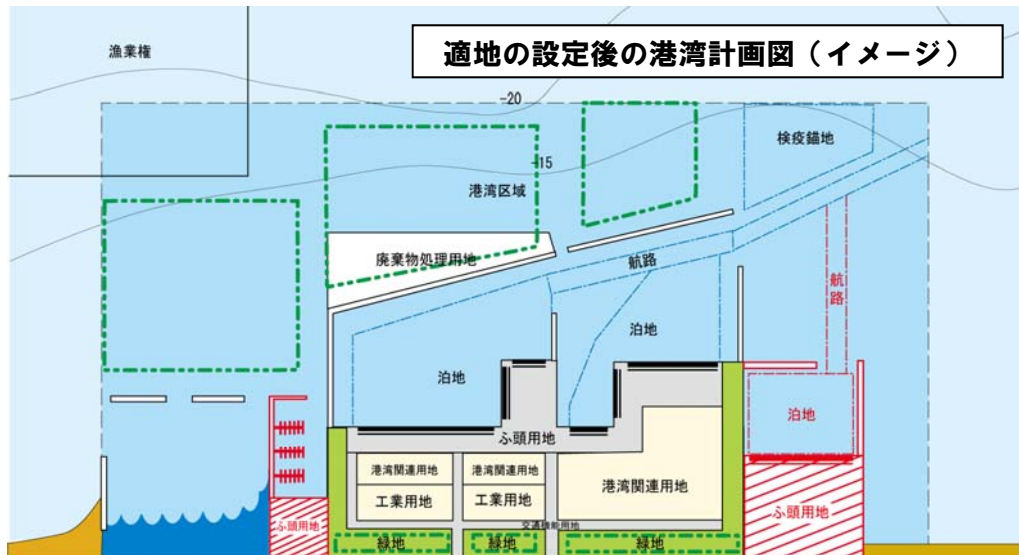 適地の設定後の港湾計画図（イメージ）
漁業権
-20
検疫錨地
-15
港湾区域
廃棄物処理用地
航路
航路
泊地
泊地
泊地
ふ頭用地
港湾関連用地
港湾関連用地
港湾関連用地
工業用地
工業用地
ふ頭用地
ふ頭用地
交通機能用地
緑地
緑地
緑地